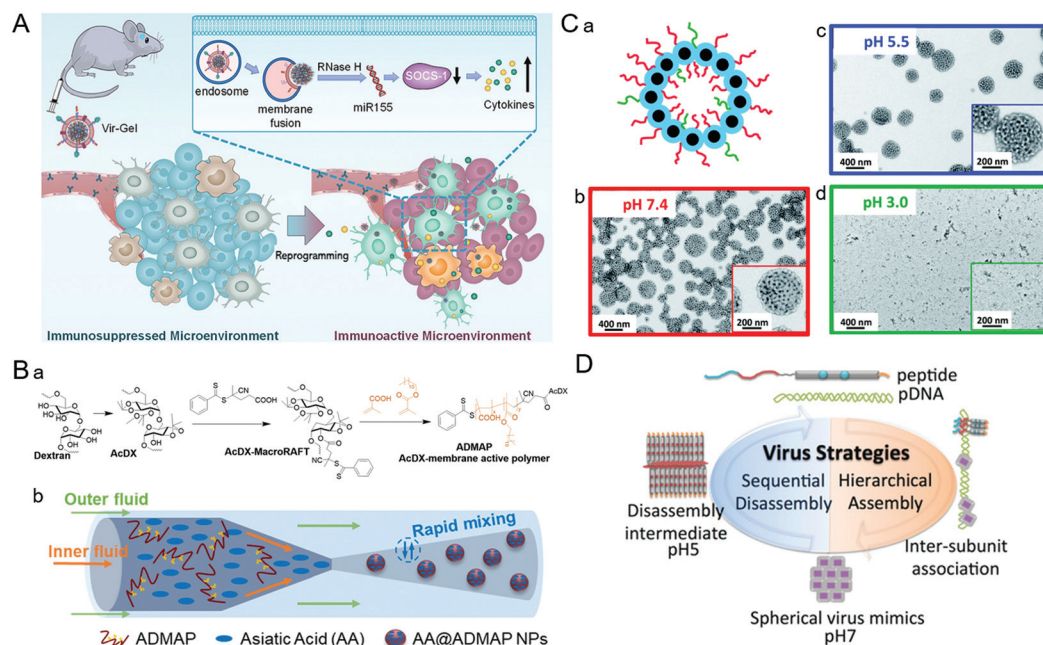 A
Vir-Gel
endosome
membrane
fusion
RNase H
miR155
SOCS-1
Cytokines
Reprogramming
Immunosuppressed Microenvironment
Immunoactive Microenvironment
B
a
Dextran
AcDX
CN
COOH
AcDX-MacroRAFT
COOH
ADMAP
AcDX-membrane active polymer
b
Outer fluid
Inner fluid
Rapid mixing
ADMAP
Asiatic Acid (AA)
AA@ADMAP NPs
C
a
b
pH 7.4
400 nm
200 nm
c
pH 5.5
400 nm
200 nm
d
pH 3.0
400 nm
200 nm
D
peptide
pDNA
Virus Strategies
Sequential
Disassembly
Hierarchical
Assembly
Disassembly
intermediate
pH5
Inter-subunit
association
Spherical virus mimics
pH7